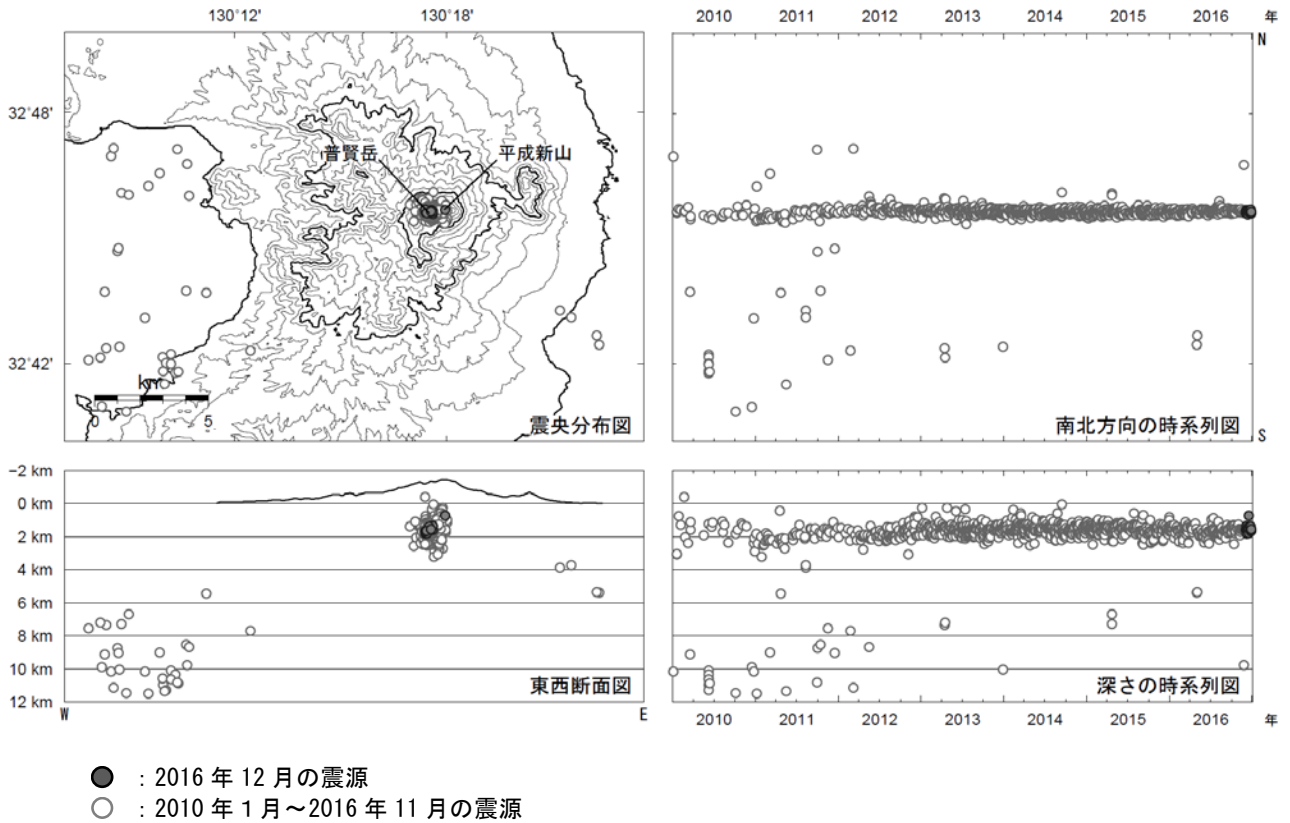 130°12′ 130°18′
2010 2011 2012 2013 2014 2015 2016 年
N
32°48′
普賢岳 平成新山
32°42′
km
0 5
震央分布図
南北方向の時系列図
S
−2 km
0 km
2 km
4 km
6 km
8 km
10 km
12 km
東西断面図
深さの時系列図
W E
2010 2011 2012 2013 2014 2015 2016 年
：2016 年 12 月の震源
：2010 年 1 月～2016 年 11 月の震源